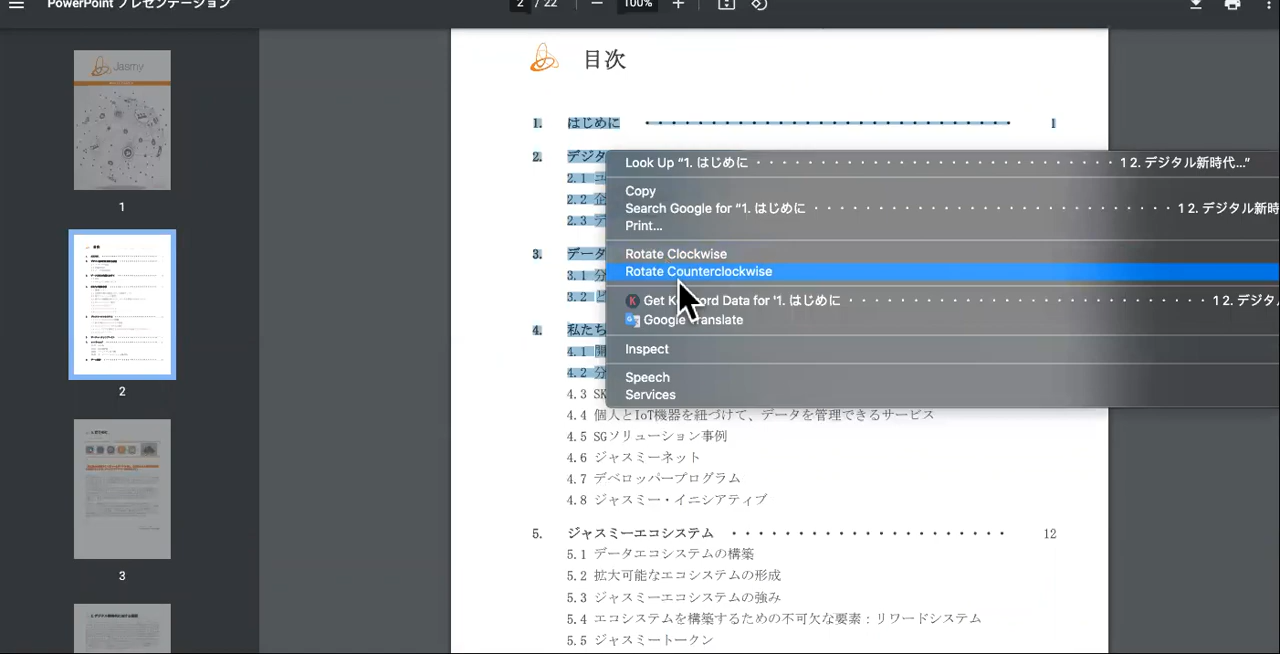 PowerPoint プレゼンテーション
2 / 22
100%
Jasmy
1
2
3
目次
1. はじめに ・・・・・・・・・・・・・・・・・・・・・・・・・・・・ 1
2. デジタ
2.1
2.2 企
2.3 デ
3. データ
3.1 分
3.2
4. 私たち
4.1 開
4.2 分
4.3 SK
4.4 個人とIoT機器を紐づけて、データを管理できるサービス
4.5 SGソリューション事例
4.6 ジャスミーネット
4.7 デベロッパープログラム
4.8 ジャスミー・イニシアティブ
5. ジャスミーエコシステム ・・・・・・・・・・・・・・・・・・・・・ 12
5.1 データエコシステムの構築
5.2 拡大可能なエコシステムの形成
5.3 ジャスミーエコシステムの強み
5.4 エコシステムを構築するための不可欠な要素：リワードシステム
5.5 ジャスミートークン
Look Up “1. はじめに ・・・・・・・・・・・・・・・・・・・・・・・・・・・・ 1 2. デジタル新時代...”
Copy
Search Google for “1. はじめに ・・・・・・・・・・・・・・・・・・・・・・・・・・・・ 1 2. デジタル新時
Print...
Rotate Clockwise
Rotate Counterclockwise
Get K ord Data for '1. はじめに ・・・・・・・・・・・・・・・・・・・・・・・・・・・・ 1 2. デジタ
Google Translate
Inspect
Speech
Services